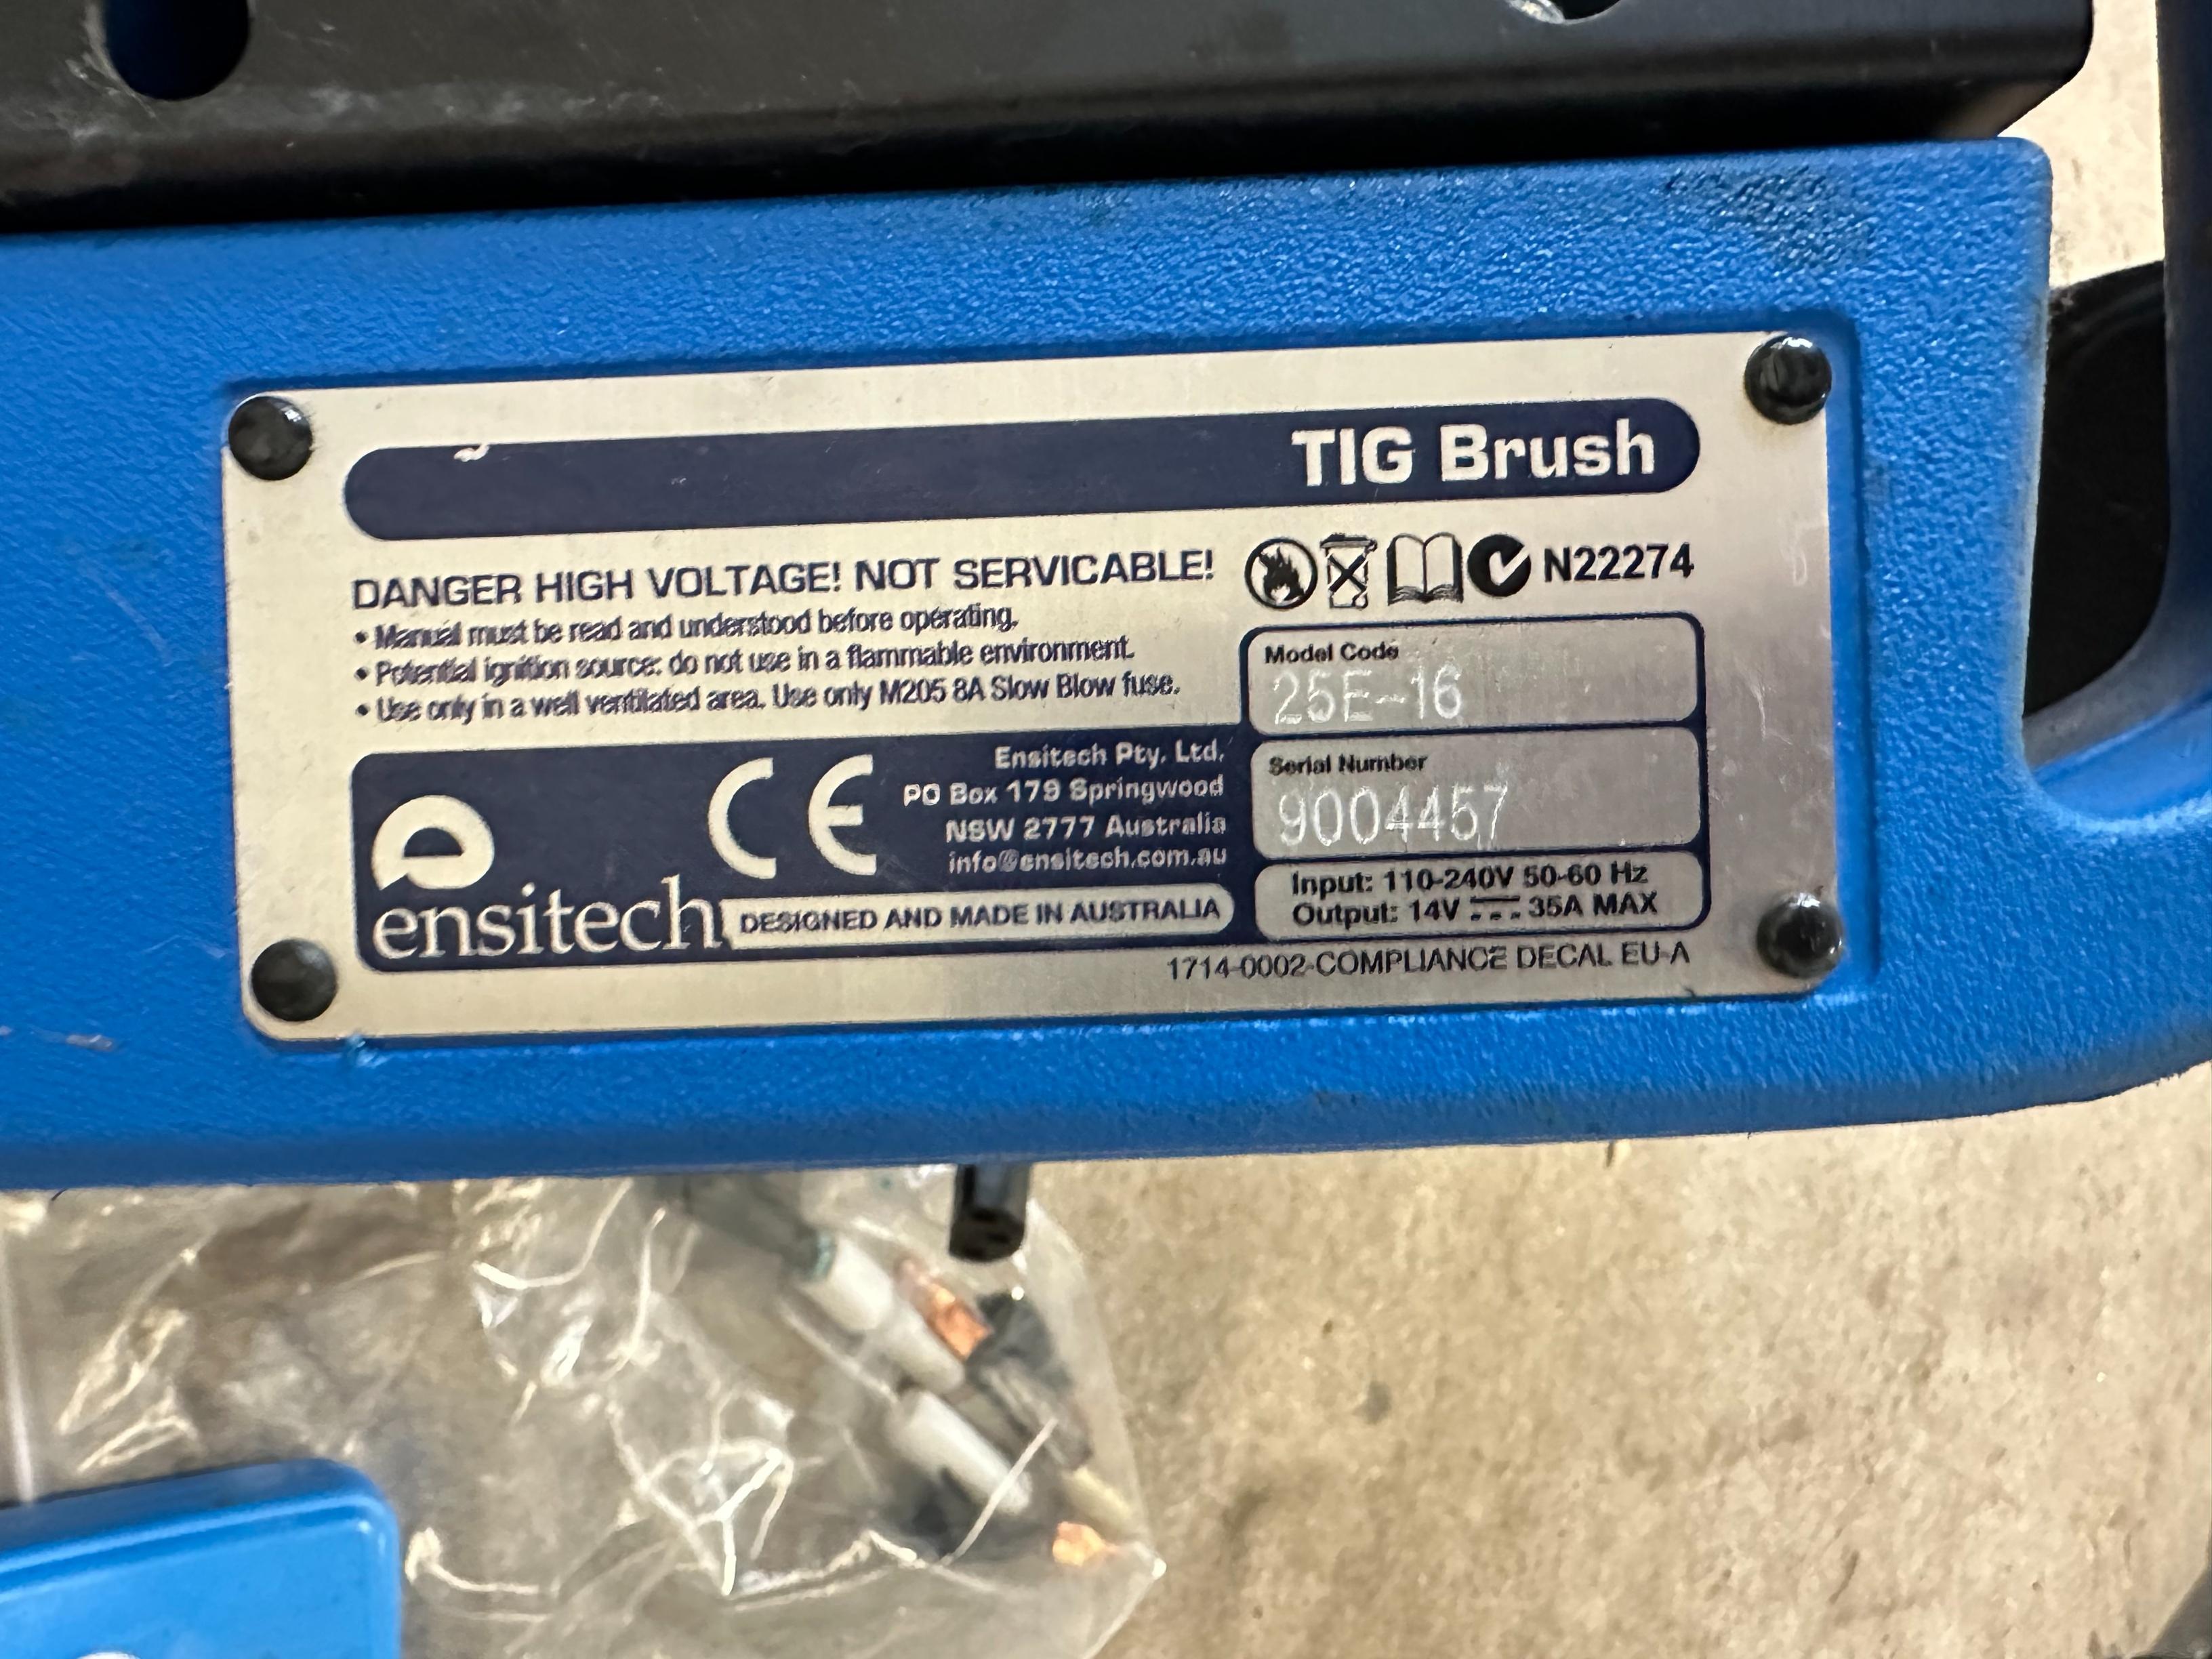 TIG Brush
DANGER HIGH VOLTAGE! NOT SERVICABLE!
• Manual must be read and understood before operating.
• Potential ignition source: do not use in a flammable environment.
• Use only in a well ventilated area. Use only M205 8A Slow Blow fuse.
N22274
Model Code
25E-16
Serial Number
9004457
Input: 110-240V 50-60 Hz
Output: 14V ⎓ 35A MAX
CE
Ensitech Pty. Ltd.
PO Box 179 Springwood
NSW 2777 Australia
info@ensitech.com.au
e
ensitech
DESIGNED AND MADE IN AUSTRALIA
1714-0002-COMPLIANCE DECAL EU-A